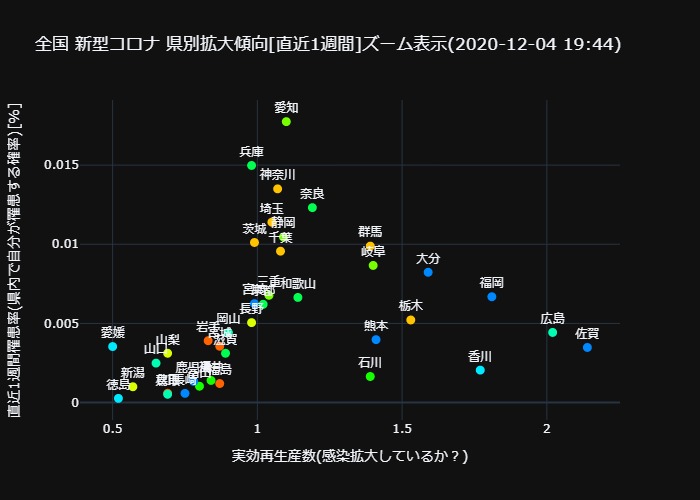 全国 新型コロナ 県別拡大傾向[直近1週間]ズーム表示(2020-12-04 19:44)
直近1週間罹患率(県内で自分が罹患する確率)[%]
愛知
兵庫
0.015
神奈川
奈良
埼玉
静岡
茨城
千葉
群馬
0.01
岐阜
大分
三重
和歌山
福岡
長野
栃木
岡山
広島
0.005
熊本
愛媛
山梨
滋賀
佐賀
山口
石川
香川
新潟
長崎
徳島
0
0.5
1
1.5
2
実効再生産数(感染拡大しているか？)